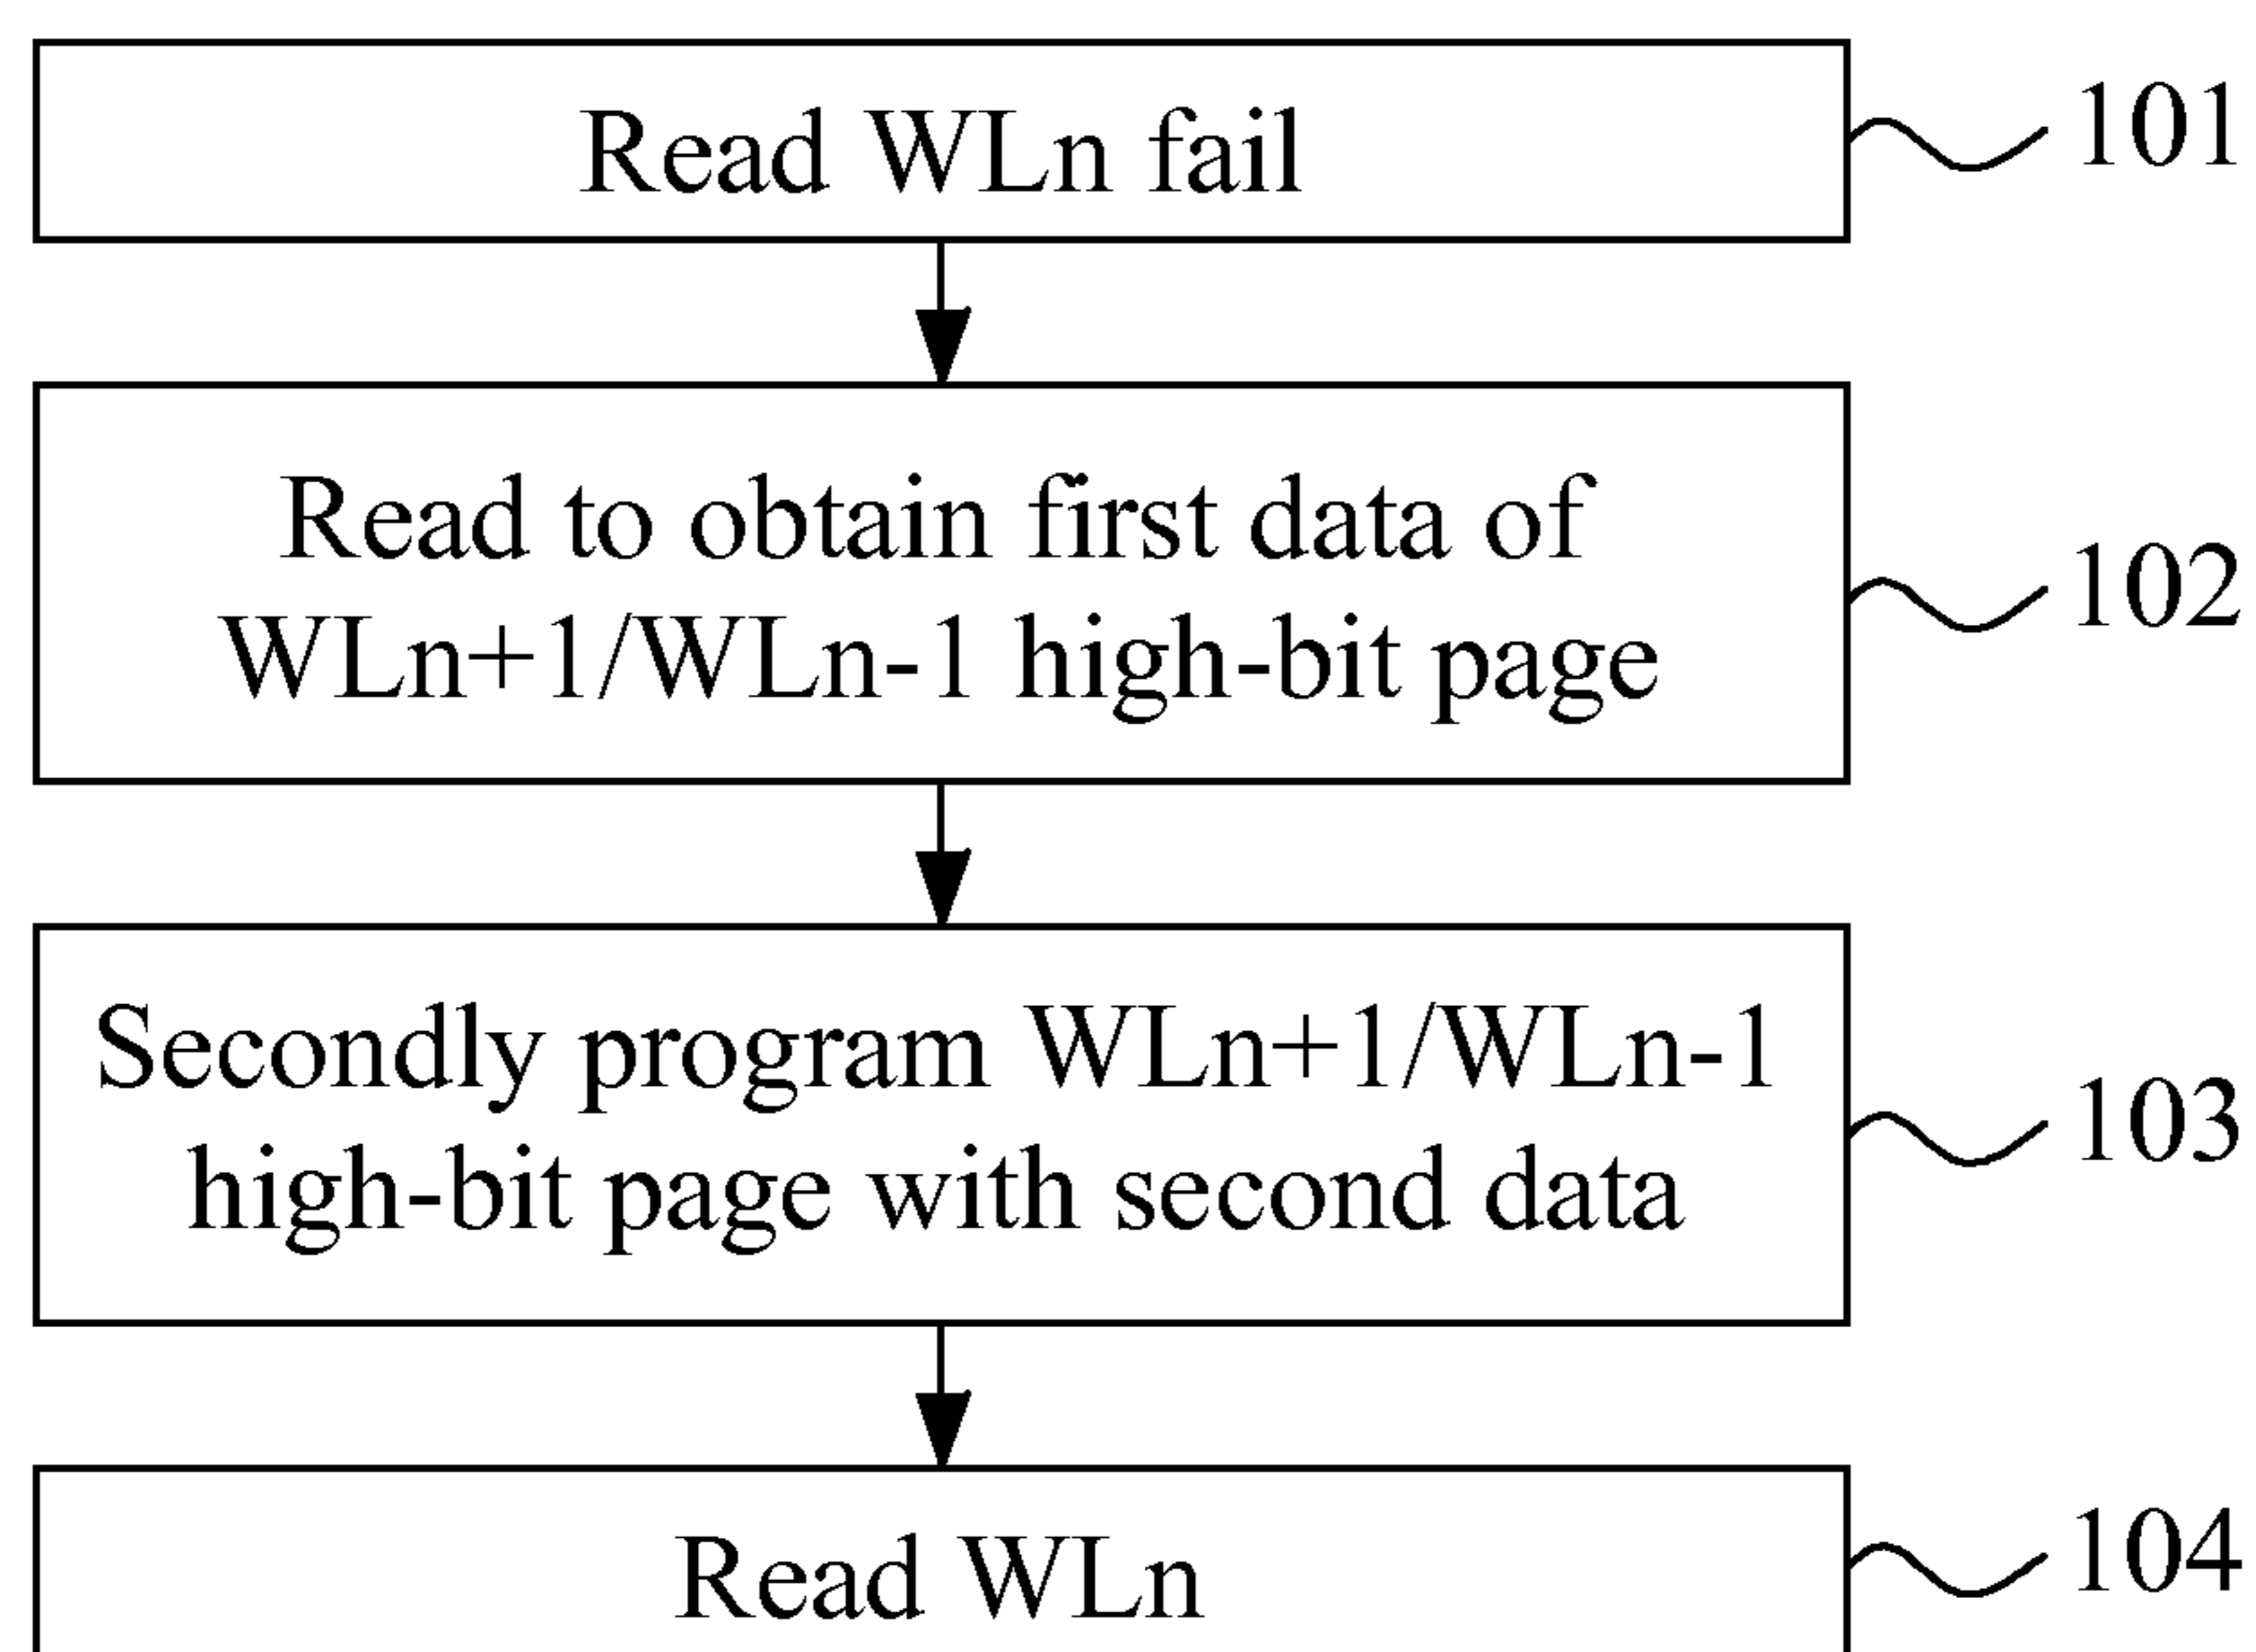 Read WLn fail
101
Read to obtain first data of
WLn+1/WLn-1 high-bit page
102
Secondly program WLn+1/WLn-1
high-bit page with second data
103
Read WLn
104